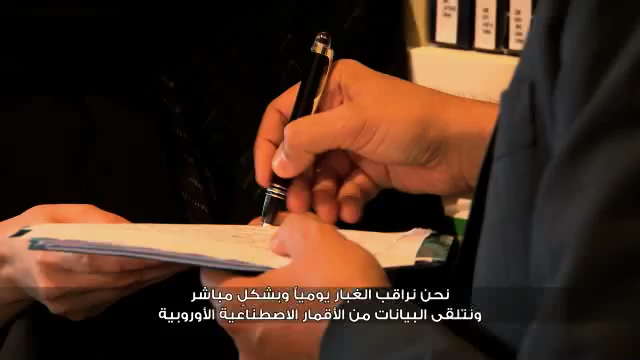 نحن نراقب الغبار يومياً وبشكلٍ مباشر
ونتلقى البيانات من الأقمار الاصطناعية الأوروبية